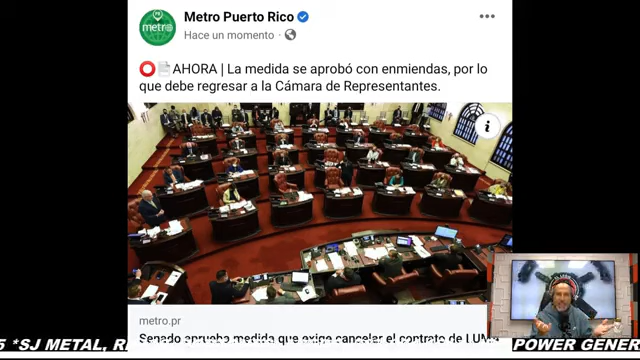 Metro Puerto Rico
Hace un momento
metro
AHORA | La medida se aprobó con enmiendas, por lo
que debe regresar a la Cámara de Representantes.
metro.pr
Senado aprueba medida que exige cancelar el contrato de LUMA
5 *SJ METAL, POWER GENER